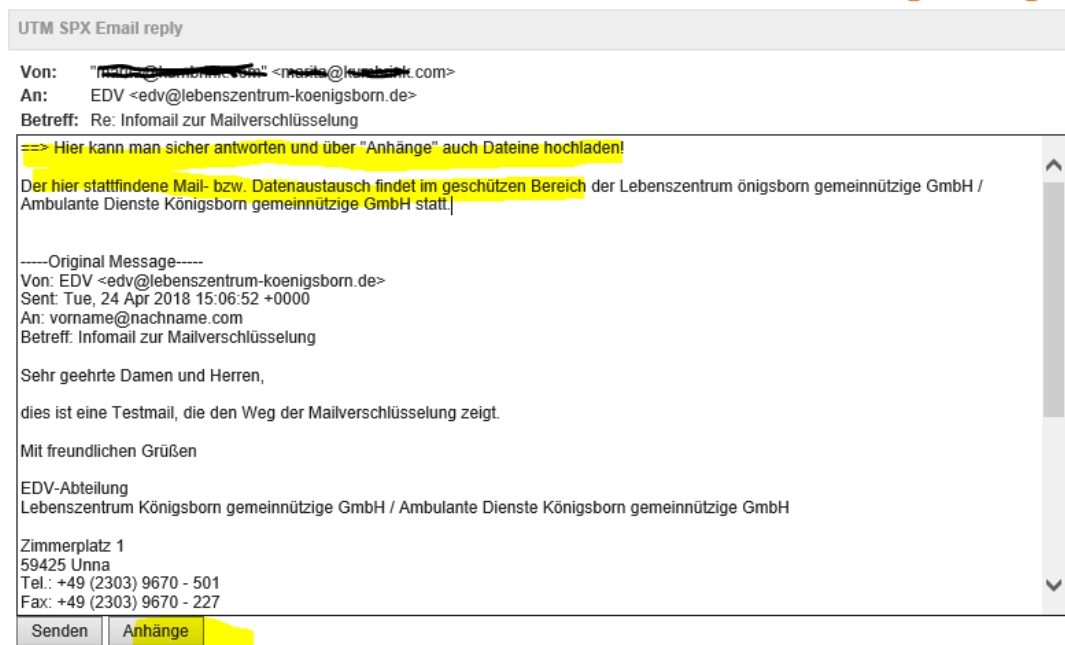 UTM SPX Email reply
Von:
An: EDV <edv@lebenszentrum-koenigsborn.de>
Betreff: Re: Infomail zur Mailverschlüsselung
==> Hier kann man sicher antworten und über "Anhänge" auch Dateine hochladen!
Der hier stattfindene Mail- bzw. Datenaustausch findet im geschützen Bereich der Lebenszentrum önigsborn gemeinnützige GmbH /
Ambulante Dienste Königsborn gemeinnützige GmbH statt.
-----Original Message-----
Von: EDV <edv@lebenszentrum-koenigsborn.de>
Sent: Tue, 24 Apr 2018 15:06:52 +0000
An: vorname@nachname.com
Betreff: Infomail zur Mailverschlüsselung
Sehr geehrte Damen und Herren,
dies ist eine Testmail, die den Weg der Mailverschlüsselung zeigt.
Mit freundlichen Grüßen
EDV-Abteilung
Lebenszentrum Königsborn gemeinnützige GmbH / Ambulante Dienste Königsborn gemeinnützige GmbH
Zimmerplatz 1
59425 Unna
Tel.: +49 (2303) 9670 - 501
Fax: +49 (2303) 9670 - 227
Senden Anhänge